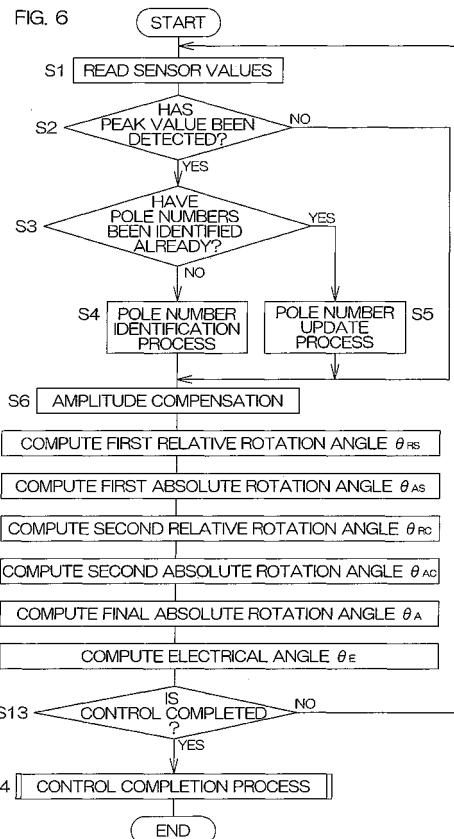 FIG. 6
START
S1 READ SENSOR VALUES
S2
HAS
PEAK VALUE BEEN
DETECTED?
NO
YES
S3
HAVE
POLE NUMBERS
BEEN IDENTIFIED
ALREADY?
YES
NO
S4
POLE NUMBER
IDENTIFICATION
PROCESS
POLE NUMBER
UPDATE
PROCESS
S5
S6 AMPLITUDE COMPENSATION
COMPUTE FIRST RELATIVE ROTATION ANGLE θRS
COMPUTE FIRST ABSOLUTE ROTATION ANGLE θAS
COMPUTE SECOND RELATIVE ROTATION ANGLE θRC
COMPUTE SECOND ABSOLUTE ROTATION ANGLE θAC
COMPUTE FINAL ABSOLUTE ROTATION ANGLE θA
COMPUTE ELECTRICAL ANGLE θE
S13
IS
CONTROL COMPLETED
?
NO
YES
4 CONTROL COMPLETION PROCESS
END